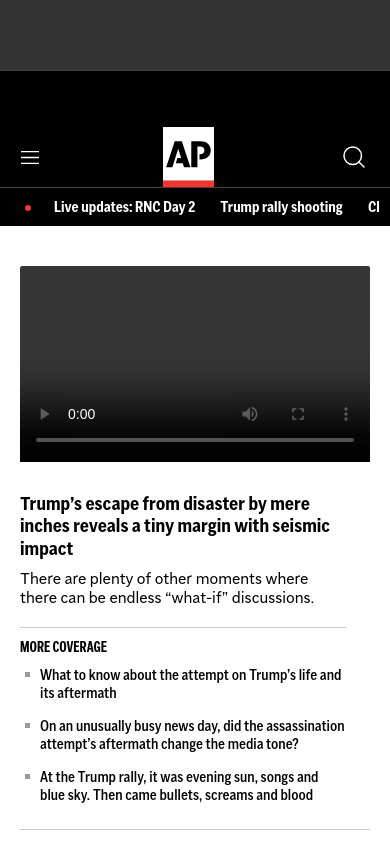 AP
Live updates: RNC Day 2 Trump rally shooting Cl
0:00
Trump’s escape from disaster by mere
inches reveals a tiny margin with seismic
impact
There are plenty of other moments where
there can be endless “what-if” discussions.
MORE COVERAGE
What to know about the attempt on Trump’s life and
its aftermath
On an unusually busy news day, did the assassination
attempt’s aftermath change the media tone?
At the Trump rally, it was evening sun, songs and
blue sky. Then came bullets, screams and blood